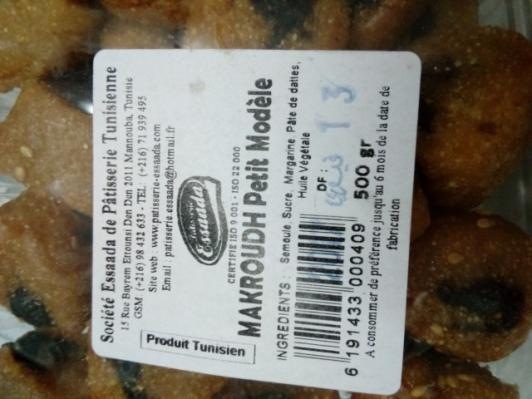 Société Essaada de Pâtisserie Tunisienne
15 Rue Bayrem Ettounsi Den Den 2011 Mannouba, Tunisie
GSM : (+216) 98 432 633 - TEL : (+216) 71 939 495
Site web : www.patisserie-essaada.com
Email : patisserie.essaada@hotmail.fr
Essaada
Produit Tunisien
CERTIFIE ISO 9 001 - ISO 22 000
MAKROUDH Petit Modèle
INGREDIENTS : Semoule, Sucre, Margarine, Pâte de dattes,
Huile Végétale
DF :
6 191433 000409
500 gr
A consommer de préférence jusqu'au 6 mois de la date de
fabrication